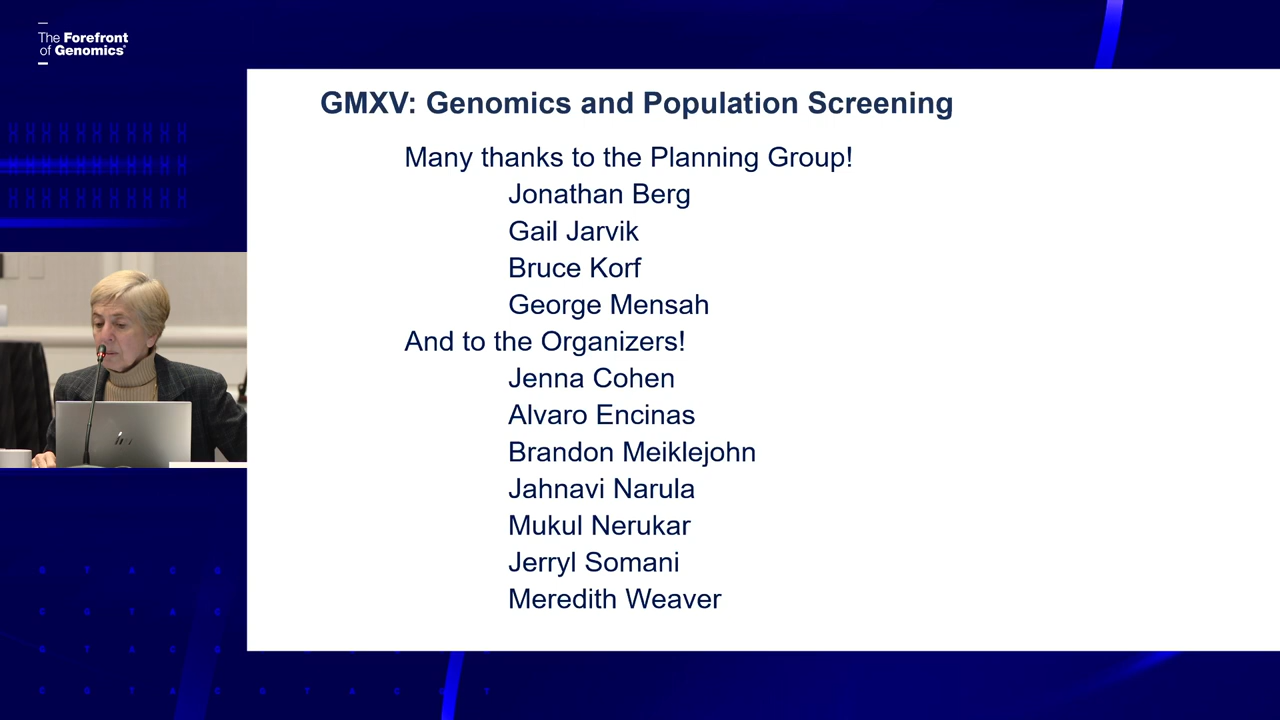 The Forefront
of Genomics®
GMXV: Genomics and Population Screening
Many thanks to the Planning Group!
Jonathan Berg
Gail Jarvik
Bruce Korf
George Mensah
And to the Organizers!
Jenna Cohen
Alvaro Encinas
Brandon Meiklejohn
Jahnavi Narula
Mukul Nerukar
Jerryl Somani
Meredith Weaver